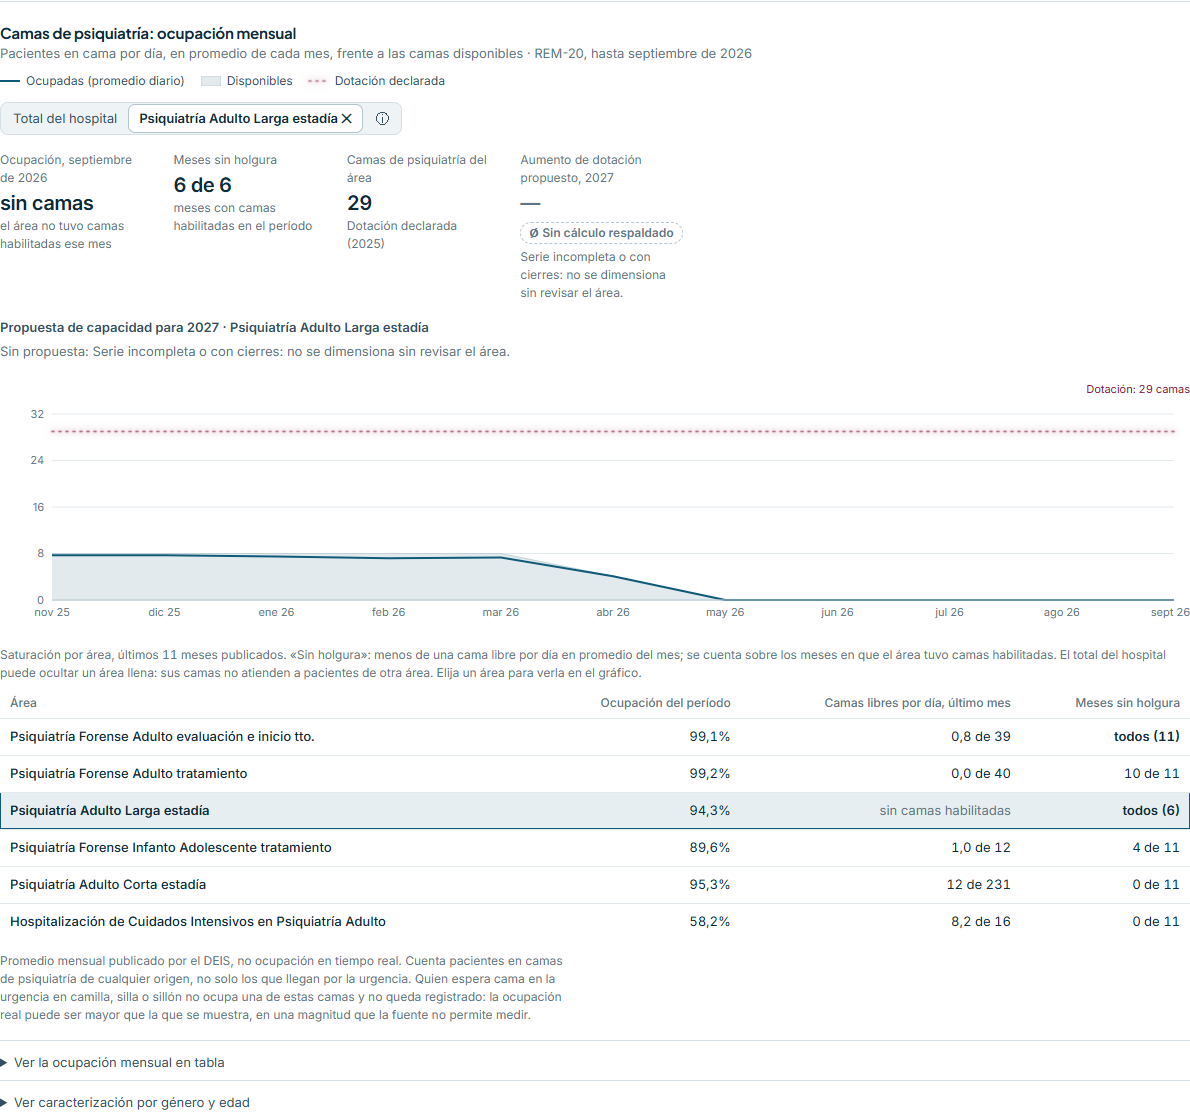 Camas de psiquiatría: ocupación mensual
Pacientes en cama por día, en promedio de cada mes, frente a las camas disponibles · REM-20, hasta septiembre de 2026
Ocupadas (promedio diario) Disponibles Dotación declarada
Total del hospital Psiquiatría Adulto Larga estadía ✕ ⓘ
Ocupación, septiembre
de 2026
sin camas
el área no tuvo camas
habilitadas ese mes
Meses sin holgura
6 de 6
meses con camas
habilitadas en el período
Camas de psiquiatría del
área
29
Dotación declarada
(2025)
Aumento de dotación
propuesto, 2027
—
Ø Sin cálculo respaldado
Serie incompleta o con
cierres: no se dimensiona
sin revisar el área.
Propuesta de capacidad para 2027 · Psiquiatría Adulto Larga estadía
Sin propuesta: Serie incompleta o con cierres: no se dimensiona sin revisar el área.
Dotación: 29 camas
32
24
16
8
0
nov 25 dic 25 ene 26 feb 26 mar 26 abr 26 may 26 jun 26 jul 26 ago 26 sept 26
Saturación por área, últimos 11 meses publicados. «Sin holgura»: menos de una cama libre por día en promedio del mes; se cuenta sobre los meses en que el área tuvo camas habilitadas. El total del hospital
puede ocultar un área llena: sus camas no atienden a pacientes de otra área. Elija un área para verla en el gráfico.
Área Ocupación del período Camas libres por día, último mes Meses sin holgura
Psiquiatría Forense Adulto evaluación e inicio tto. 99,1% 0,8 de 39 todos (11)
Psiquiatría Forense Adulto tratamiento 99,2% 0,0 de 40 10 de 11
Psiquiatría Adulto Larga estadía 94,3% sin camas habilitadas todos (6)
Psiquiatría Forense Infanto Adolescente tratamiento 89,6% 1,0 de 12 4 de 11
Psiquiatría Adulto Corta estadía 95,3% 12 de 231 0 de 11
Hospitalización de Cuidados Intensivos en Psiquiatría Adulto 58,2% 8,2 de 16 0 de 11
Promedio mensual publicado por el DEIS, no ocupación en tiempo real. Cuenta pacientes en camas
de psiquiatría de cualquier origen, no solo los que llegan por la urgencia. Quien espera cama en la
urgencia en camilla, silla o sillón no ocupa una de estas camas y no queda registrado: la ocupación
real puede ser mayor que la que se muestra, en una magnitud que la fuente no permite medir.
Ver la ocupación mensual en tabla
Ver caracterización por género y edad